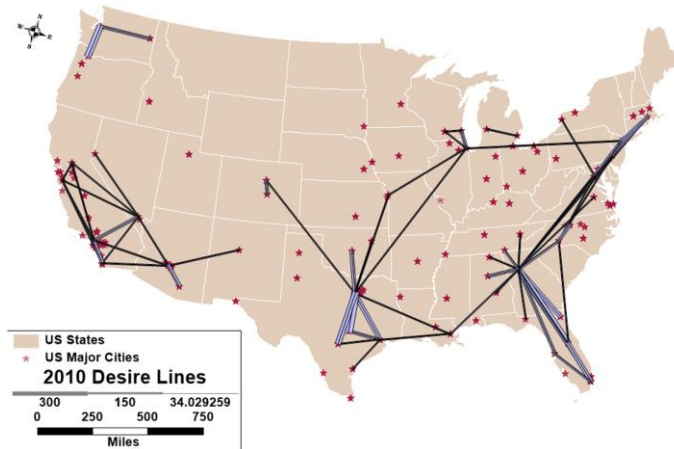 N
W
E
S
US States
US Major Cities
2010 Desire Lines
300 150 34.029259
0 250 500 750
Miles